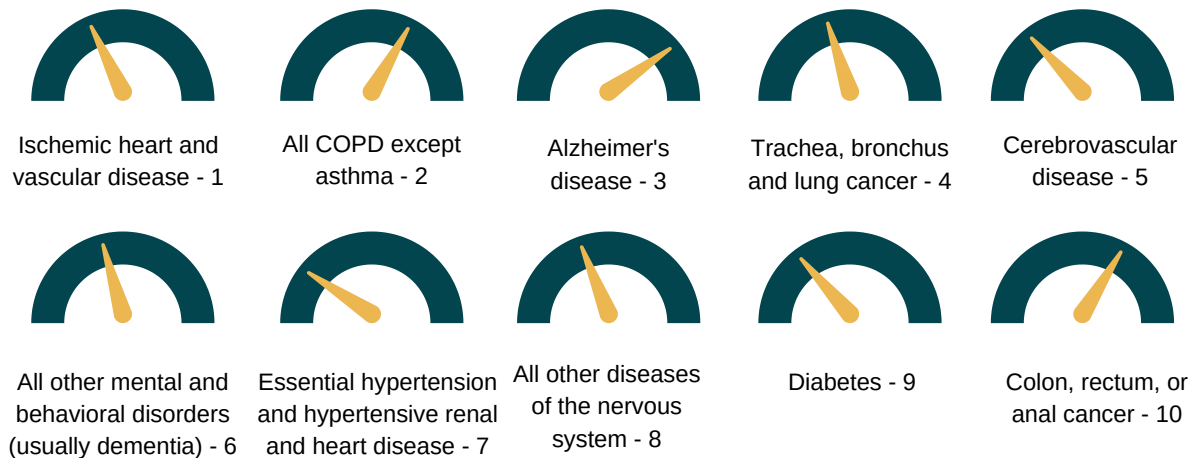 Ischemic heart and
vascular disease - 1
All COPD except
asthma - 2
Alzheimer's
disease - 3
Trachea, bronchus
and lung cancer - 4
Cerebrovascular
disease - 5
All other mental and
behavioral disorders
(usually dementia) - 6
Essential hypertension
and hypertensive renal
and heart disease - 7
All other diseases
of the nervous
system - 8
Diabetes - 9
Colon, rectum, or
anal cancer - 10